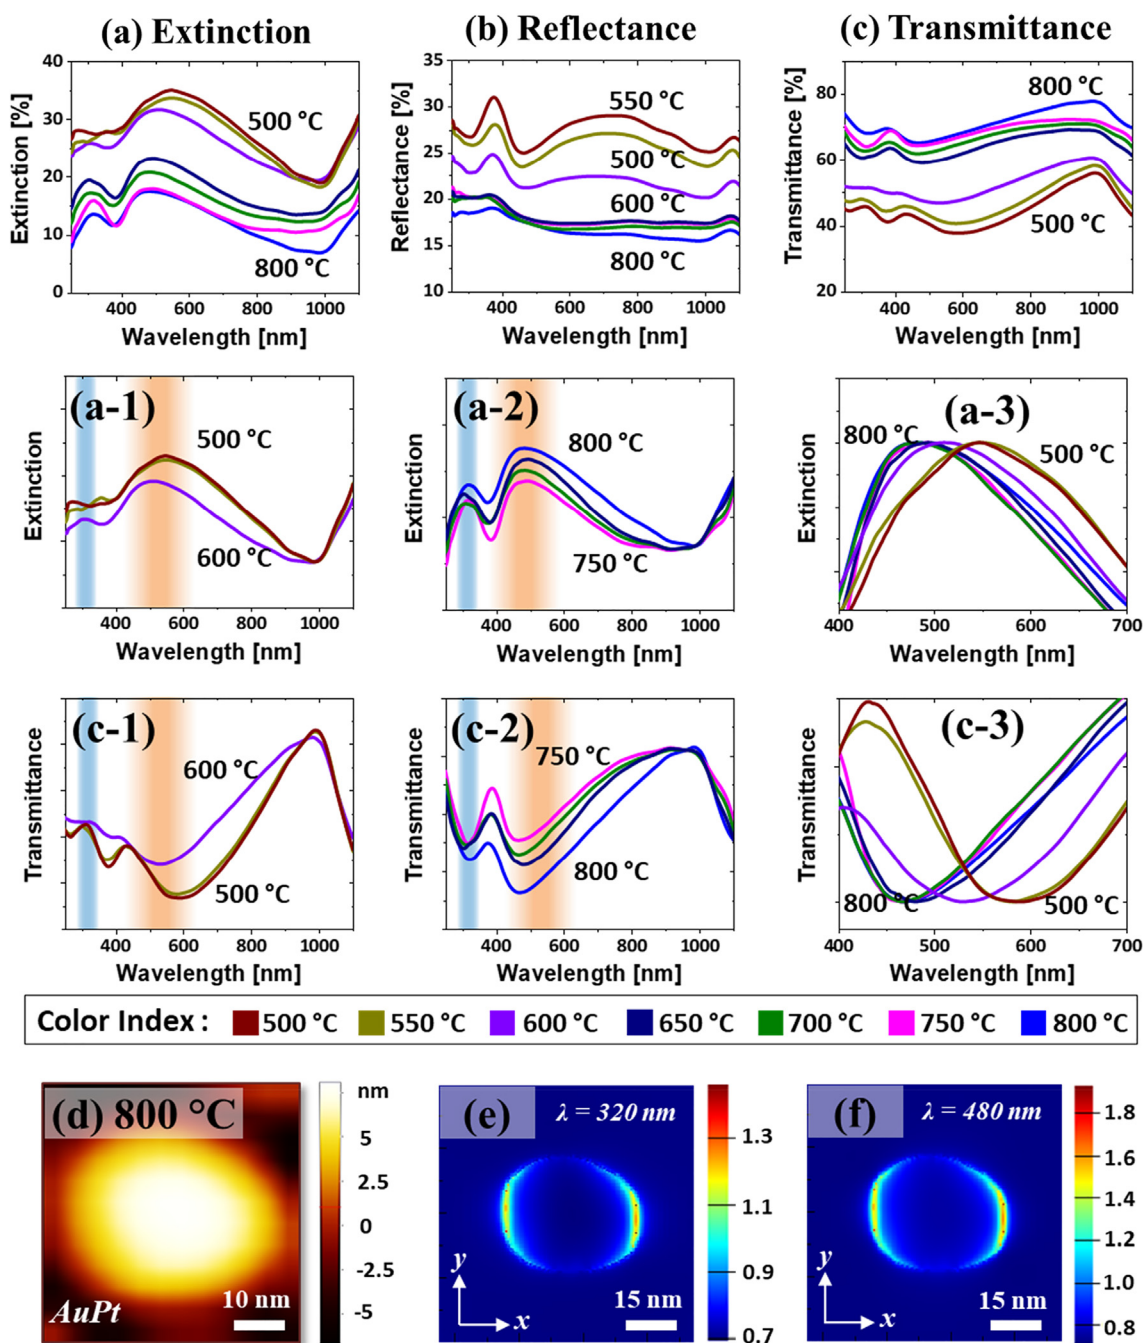 (a) Extinction
(b) Reflectance
(c) Transmittance
Extinction [%]
40
30
20
10
0
500 °C
800 °C
400 600 800 1000
Wavelength [nm]
Reflectance [%]
35
30
25
20
15
10
550 °C
500 °C
600 °C
800 °C
400 600 800 1000
Wavelength [nm]
Transmittance [%]
80
60
40
20
800 °C
500 °C
400 600 800 1000
Wavelength [nm]
(a-1)
Extinction
500 °C
600 °C
400 600 800 1000
Wavelength [nm]
(a-2)
Extinction
800 °C
750 °C
400 600 800 1000
Wavelength [nm]
(a-3)
Extinction
800 °C
500 °C
400 500 600 700
Wavelength [nm]
(c-1)
Transmittance
600 °C
500 °C
400 600 800 1000
Wavelength [nm]
(c-2)
Transmittance
750 °C
800 °C
400 600 800 1000
Wavelength [nm]
(c-3)
Transmittance
800 °C
500 °C
400 500 600 700
Wavelength [nm]
Color Index : 500 °C 550 °C 600 °C 650 °C 700 °C 750 °C 800 °C
(d) 800 °C
AuPt
10 nm
nm
5
2.5
0
-2.5
-5
(e)
λ = 320 nm
y
x
15 nm
1.3
1.1
0.9
0.7
(f)
λ = 480 nm
y
x
15 nm
1.8
1.6
1.4
1.2
1.0
0.8